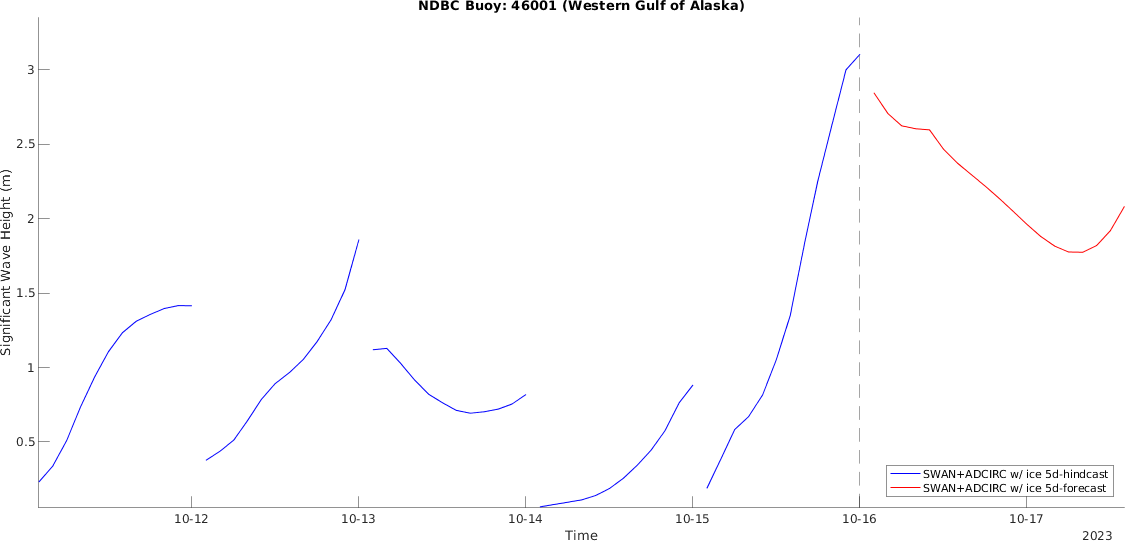 NDBC Buoy: 46001 (Western Gulf of Alaska)
3
2.5
2
1.5
1
0.5
Significant Wave Height (m)
SWAN+ADCIRC w/ ice 5d-hindcast
SWAN+ADCIRC w/ ice 5d-forecast
10-12
10-13
10-14
10-15
10-16
10-17
Time
2023